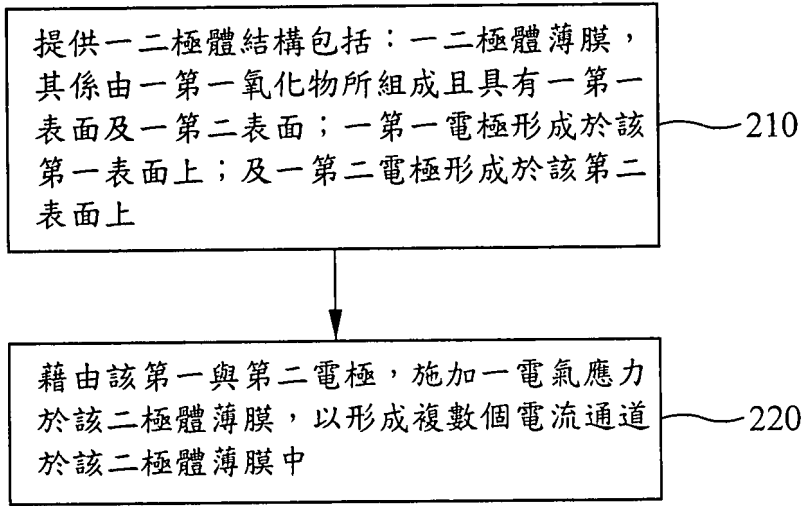 提供一二極體結構包括：一二極體薄膜，
其係由一第一氧化物所組成且具有一第一
表面及一第二表面；一第一電極形成於該
第一表面上；及一第二電極形成於該第二
表面上
210
藉由該第一與第二電極，施加一電氣應力
於該二極體薄膜，以形成複數個電流通道
於該二極體薄膜中
220